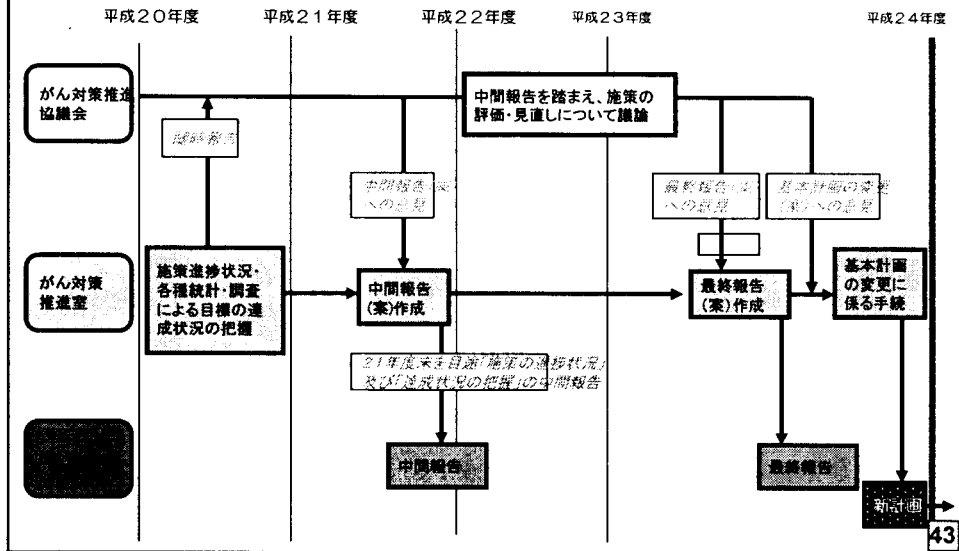 平成20年度
平成21年度
平成22年度
平成23年度
平成24年度
がん対策推進
協議会
中間報告を踏まえ、施策の
評価・見直しについて議論
随時報告
中間報告(案)
への意見
最終報告(案)
への意見
基本計画の変更
(案)への意見
がん対策
推進室
施策進捗状況・
各種統計・調査
による目標の達
成状況の把握
中間報告
(案)作成
最終報告
(案)作成
基本計画
の変更に
係る手続
21年度末を目途「施策の進捗状況」
及び「達成状況の把握」の中間報告
中間報告
最終報告
新計画
43